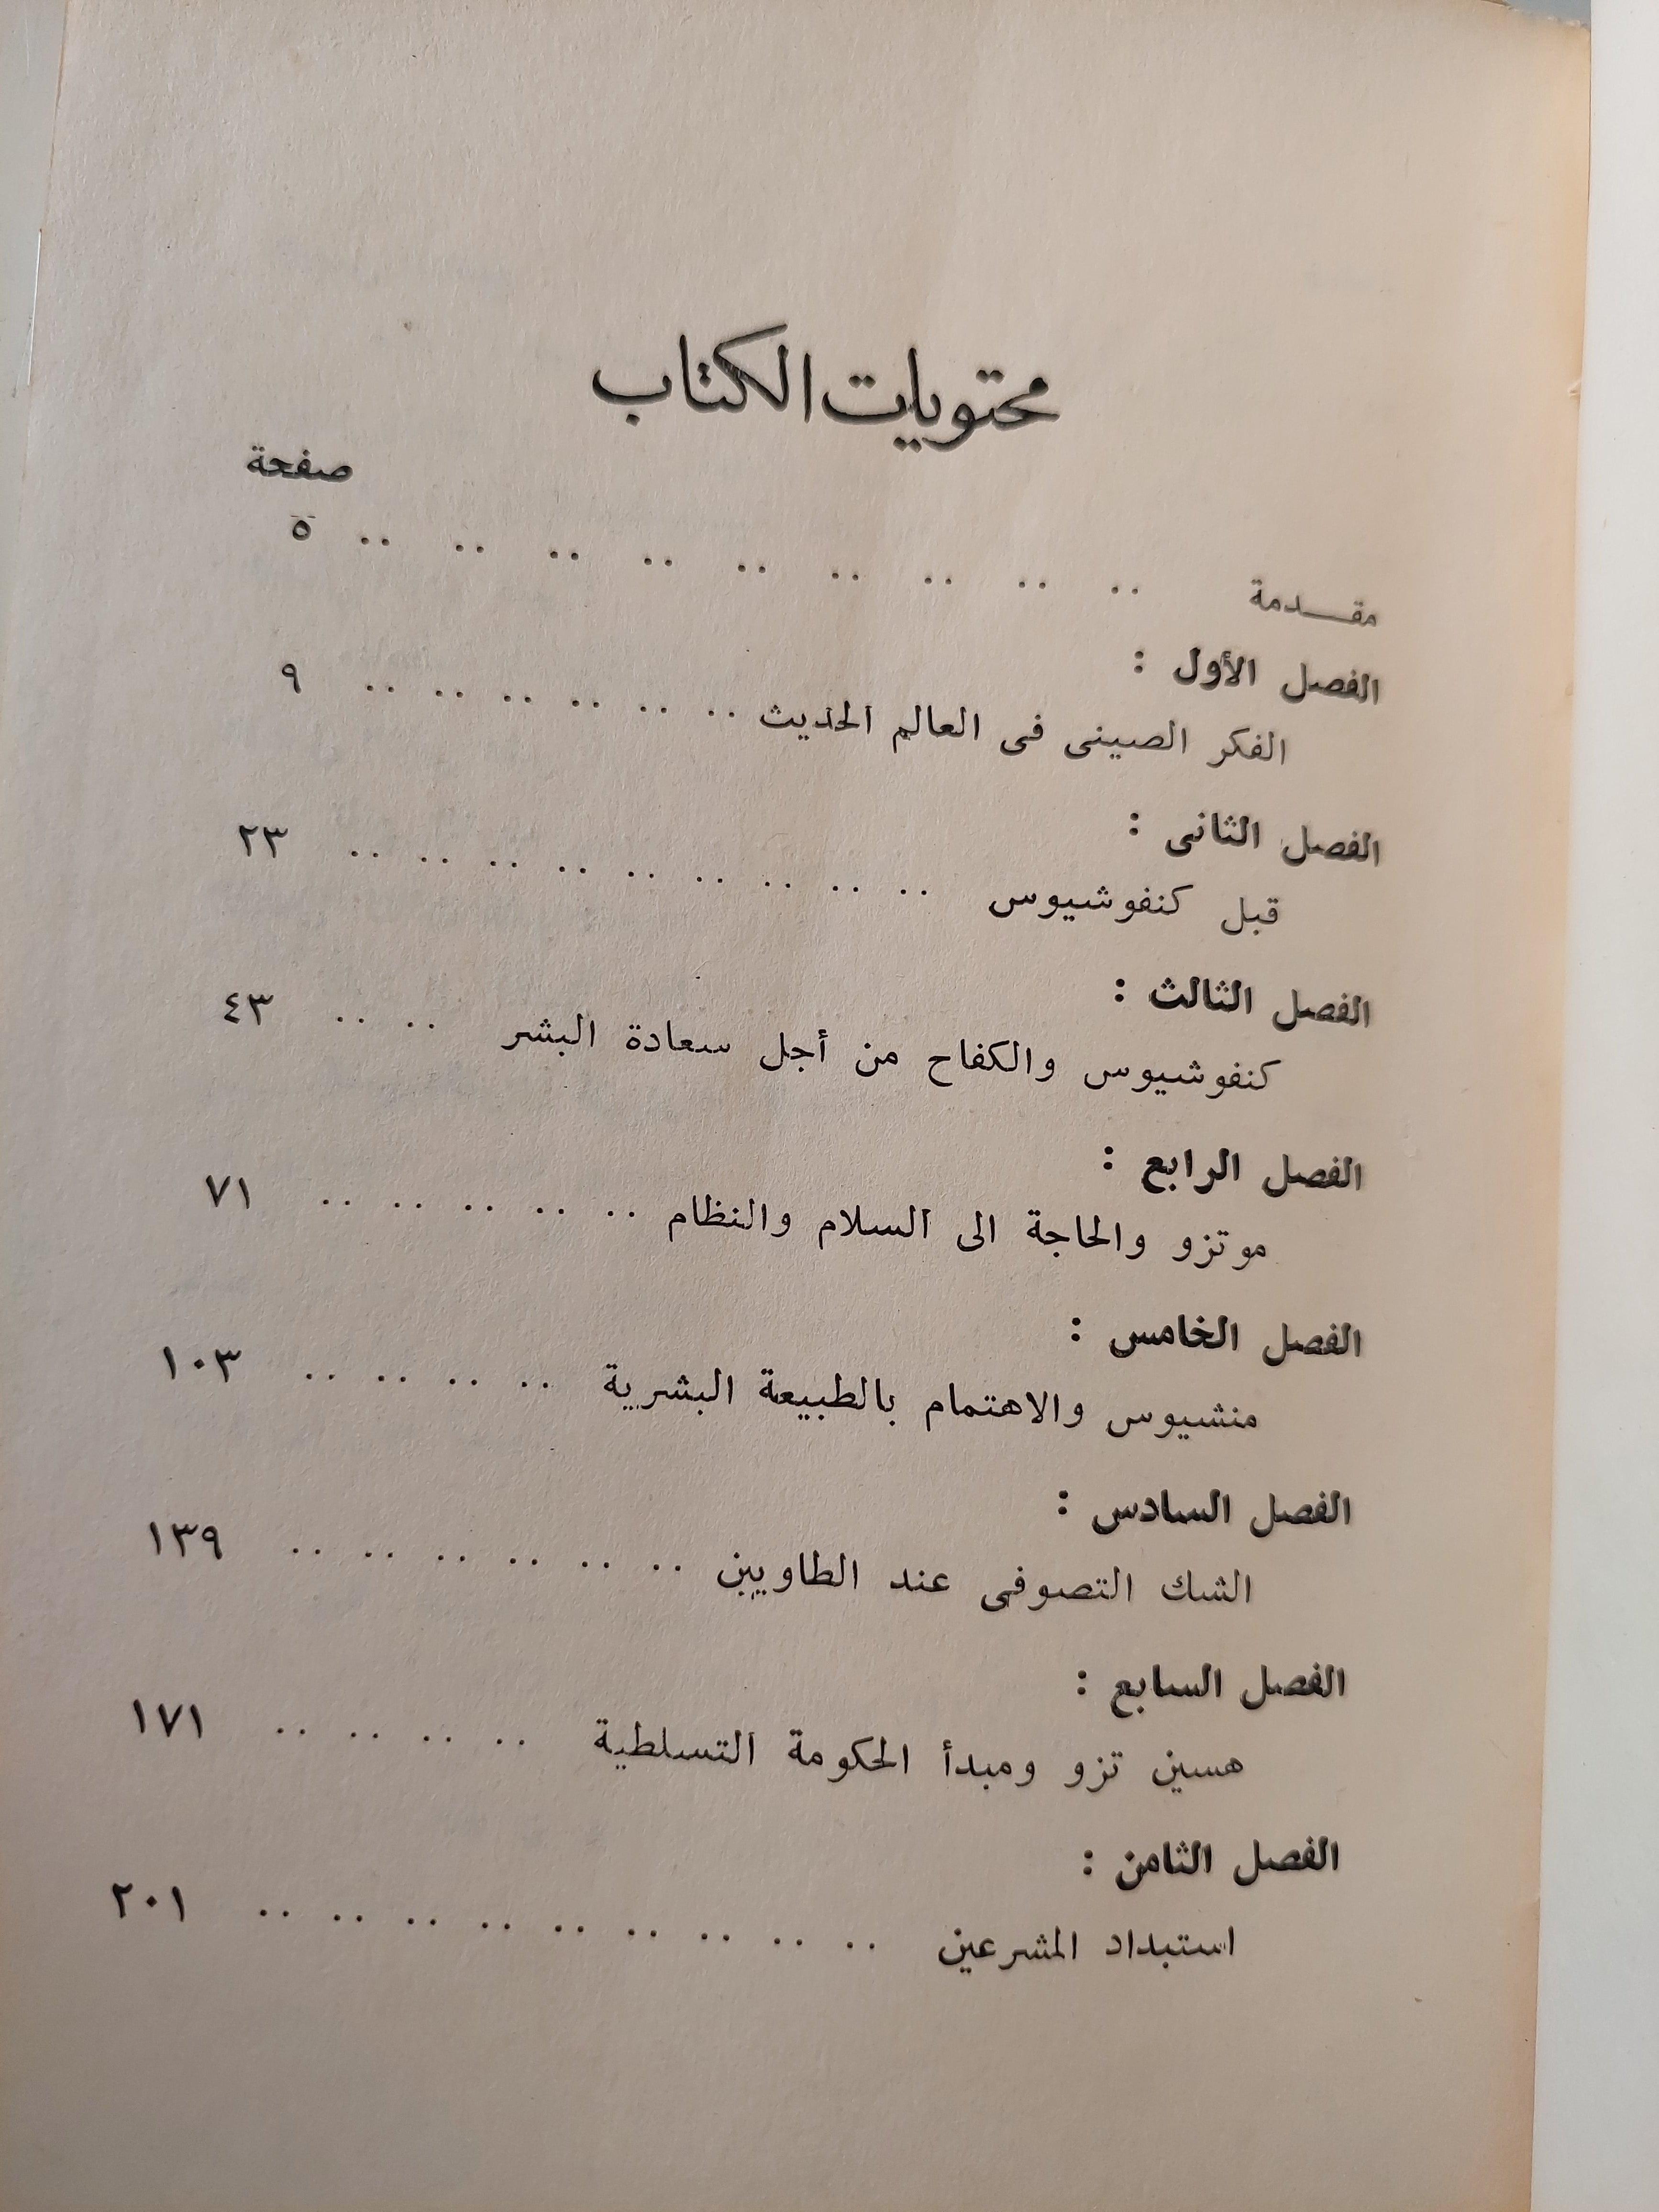 محتويات الكتاب
صفحة
مقدمة .. .. .. .. .. .. .. .. .. ٥
الفصل الأول :
الفكر الصينى فى العالم الحديث .. .. .. .. .. .. ٩
الفصل الثانى :
قبل كنفوشيوس .. .. .. .. .. .. .. .. .. ٢٣
الفصل الثالث :
كنفوشيوس والكفاح من أجل سعادة البشر .. .. ٤٣
الفصل الرابع :
موتزو والحاجة الى السلام والنظام .. .. .. .. .. ٧١
الفصل الخامس :
منشيوس والاهتمام بالطبيعة البشرية .. .. .. .. ١٠٣
الفصل السادس :
الشك التصوفى عند الطاويين .. .. .. .. .. .. ١٣٩
الفصل السابع :
هسين تزو ومبدأ الحكومة التسلطية .. .. .. .. ١٧١
الفصل الثامن :
استبداد المشرعين .. .. .. .. .. .. .. .. .. ٢٠١